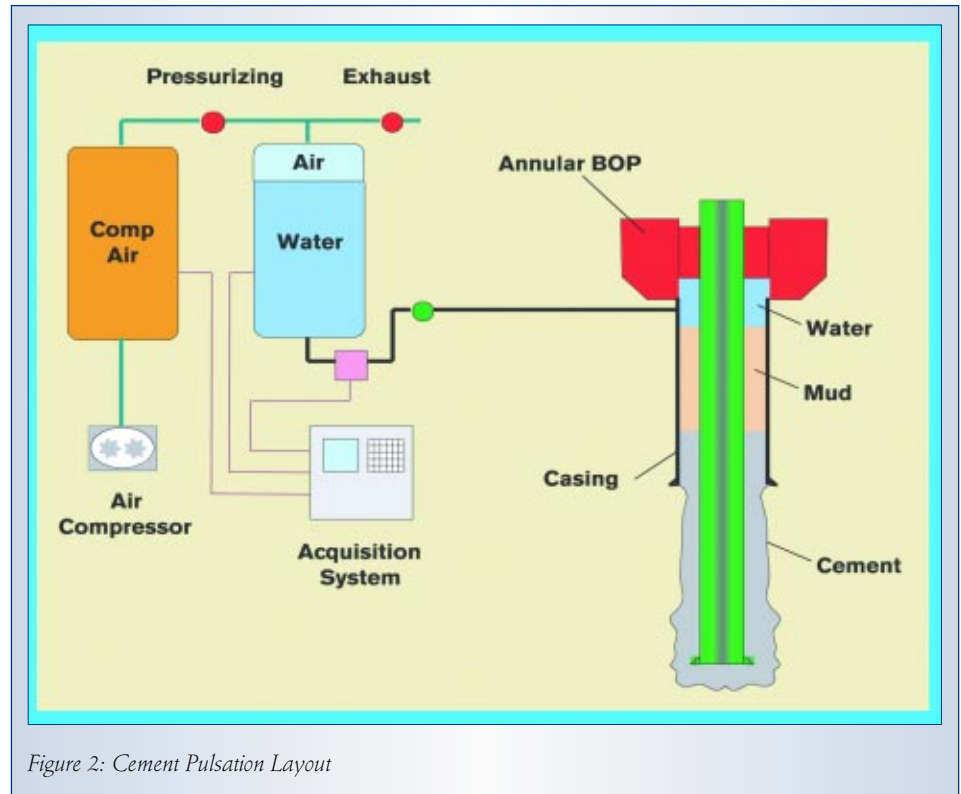 Pressurizing
Exhaust
Air
Annular BOP
Comp
Air
Water
Water
Mud
Casing
Air
Compressor
Acquisition
System
Cement
Figure 2: Cement Pulsation Layout